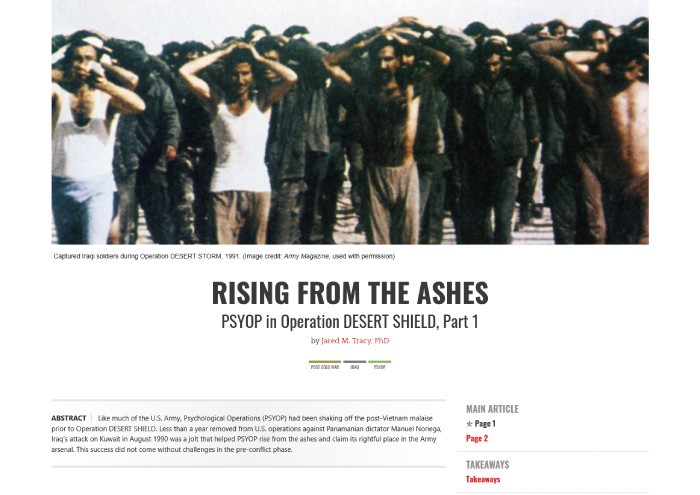 Captured Iraqi soldiers during Operation DESERT STORM, 1991. (Image credit: Army Magazine, used with permission)
RISING FROM THE ASHES
PSYOP in Operation DESERT SHIELD, Part 1
by Jared M. Tracy, PhD
POST COLD WAR IRAQ PSYOP
ABSTRACT | Like much of the U.S. Army, Psychological Operations (PSYOP) had been shaking off the post-Vietnam malaise
prior to Operation DESERT SHIELD. Less than a year removed from U.S. operations against Panamanian dictator Manuel Noriega,
Iraq's attack on Kuwait in August 1990 was a jolt that helped PSYOP rise from the ashes and claim its rightful place in the Army
arsenal. This success did not come without challenges in the pre-conflict phase.
MAIN ARTICLE
★ Page 1
Page 2
TAKEAWAYS
Takeaways